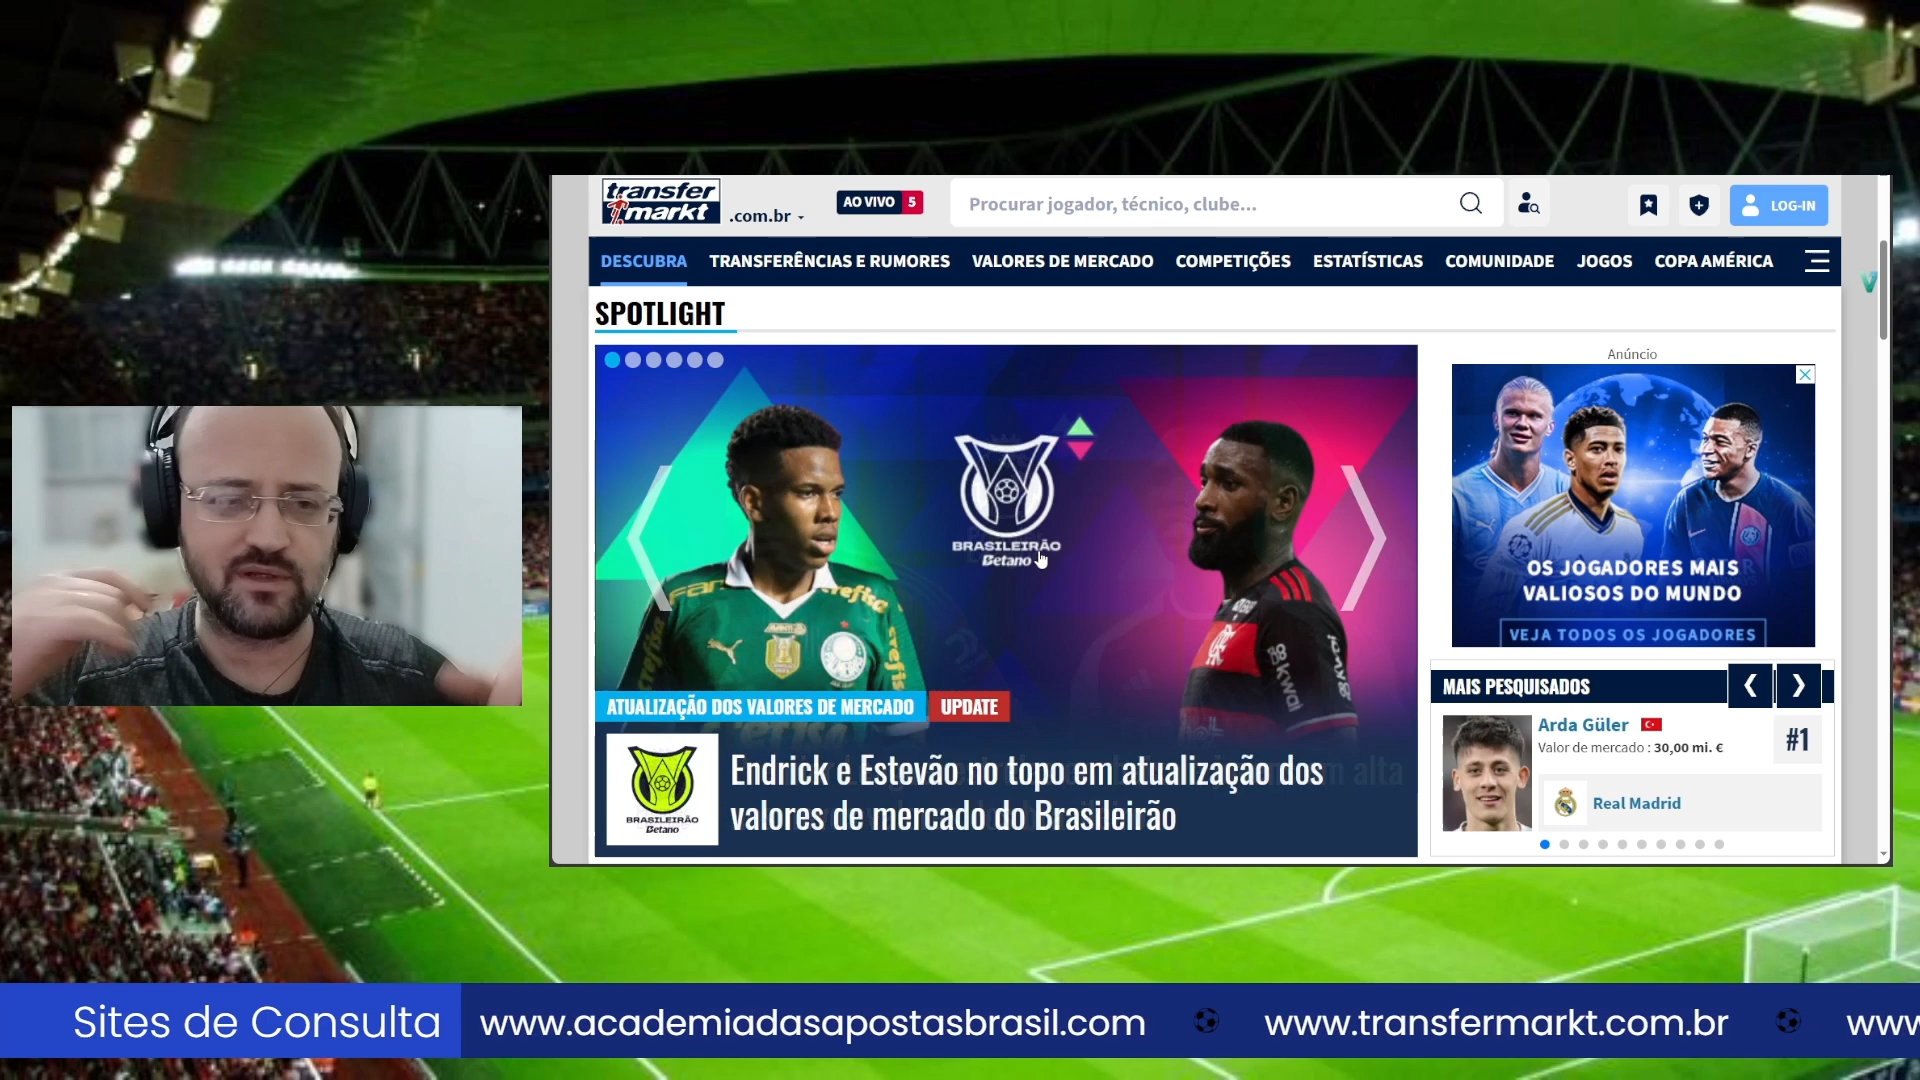 transfer
markt
.com.br
AO VIVO 5
Procurar jogador, técnico, clube...
LOG-IN
DESCUBRA TRANSFERÊNCIAS E RUMORES VALORES DE MERCADO COMPETIÇÕES ESTATÍSTICAS COMUNIDADE JOGOS COPA AMÉRICA
SPOTLIGHT
BRASILEIRÃO
Betano
kwai
kwai
ATUALIZAÇÃO DOS VALORES DE MERCADO UPDATE
BRASILEIRÃO
Betano
Endrick e Estevão no topo em atualização dos
valores de mercado do Brasileirão
Anúncio
OS JOGADORES MAIS
VALIOSOS DO MUNDO
VEJA TODOS OS JOGADORES
MAIS PESQUISADOS
Arda Güler
Valor de mercado : 30,00 mi. €
#1
Real Madrid
Sites de Consulta www.academiadasapostasbrasil.com www.transfermarkt.com.br ww